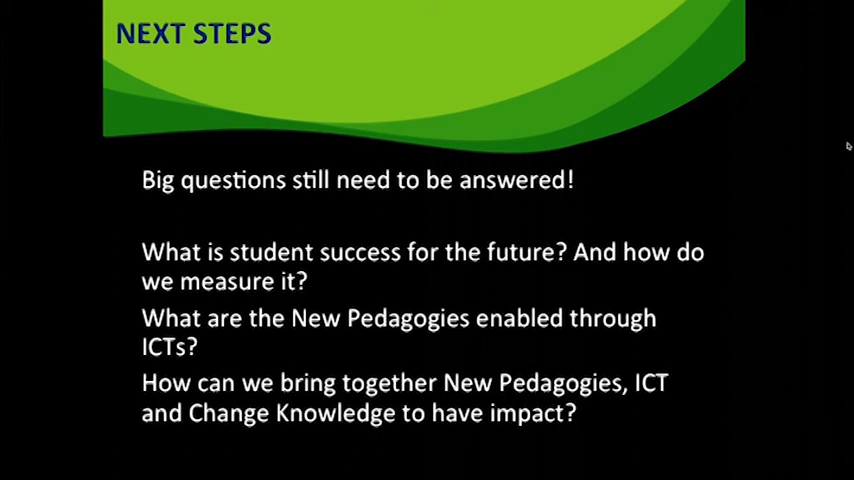 NEXT STEPS
Big questions still need to be answered!
What is student success for the future? And how do
we measure it?
What are the New Pedagogies enabled through
ICTs?
How can we bring together New Pedagogies, ICT
and Change Knowledge to have impact?